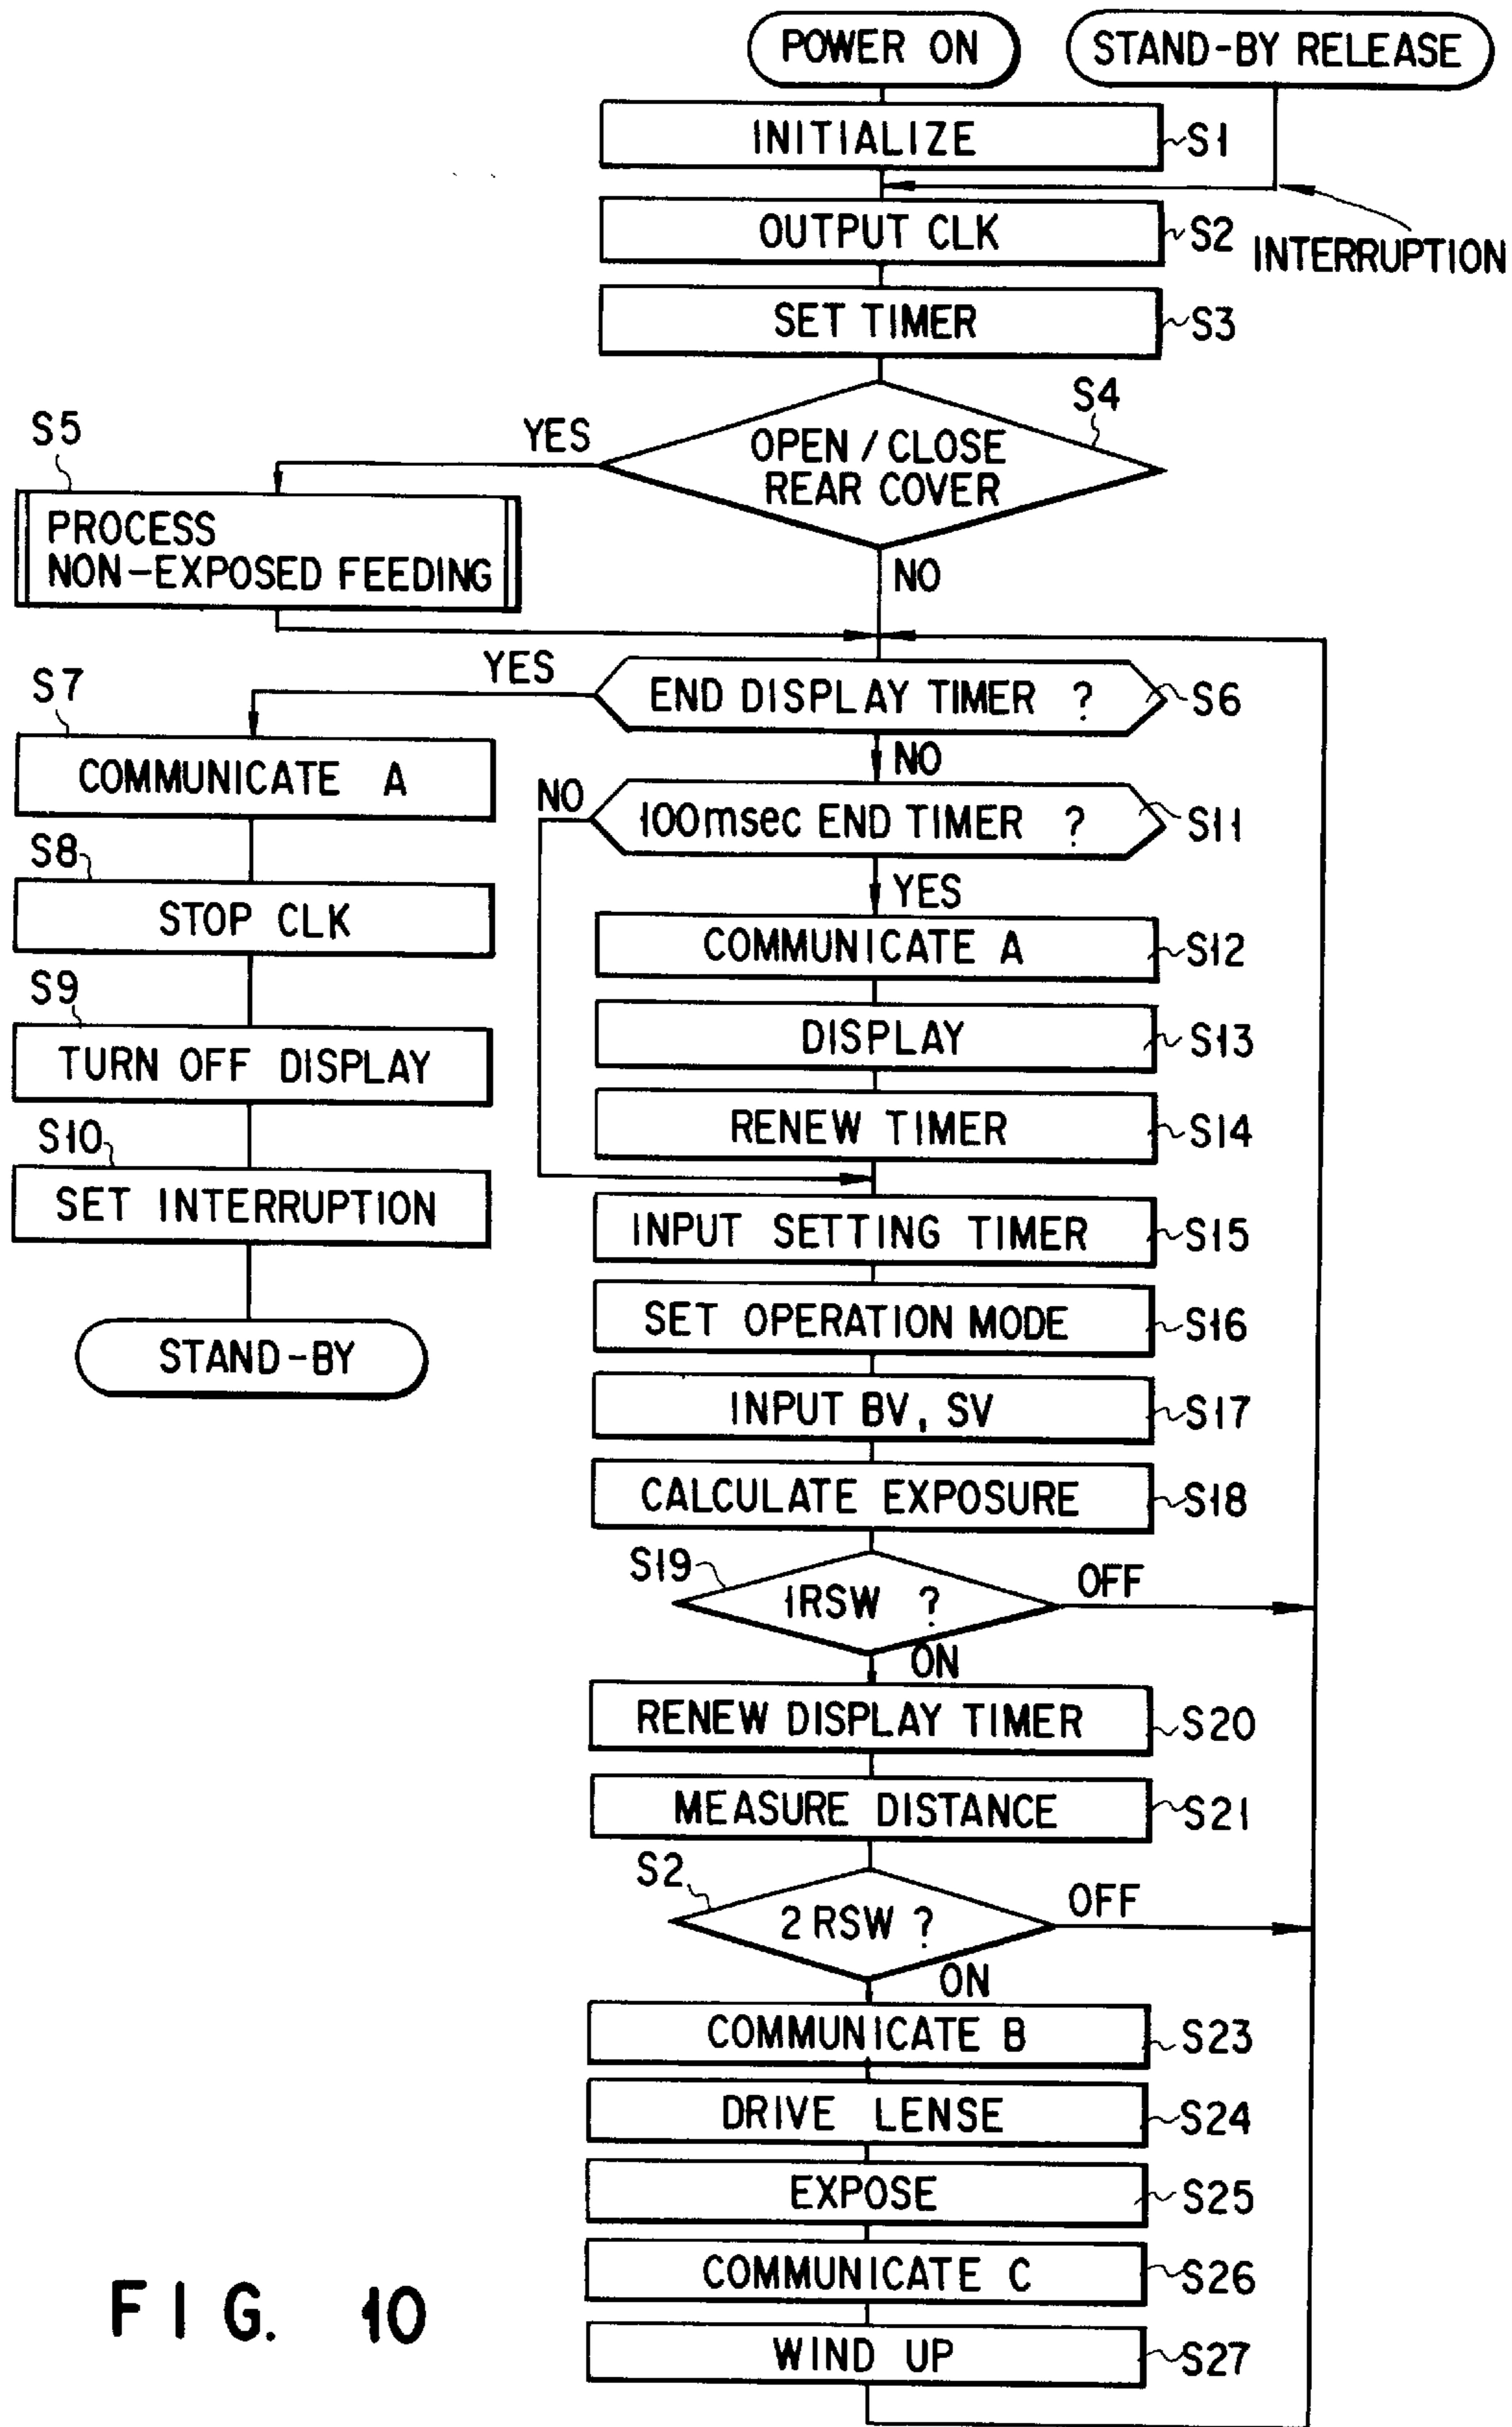 POWER ON
STAND-BY RELEASE
INITIALIZE
S1
OUTPUT CLK
S2
INTERRUPTION
SET TIMER
S3
S4
OPEN / CLOSE
REAR COVER
YES
NO
S5
PROCESS
NON-EXPOSED FEEDING
END DISPLAY TIMER ?
S6
YES
NO
S7
COMMUNICATE A
S8
STOP CLK
S9
TURN OFF DISPLAY
S10
SET INTERRUPTION
STAND-BY
100msec END TIMER ?
S11
NO
YES
COMMUNICATE A
S12
DISPLAY
S13
RENEW TIMER
S14
INPUT SETTING TIMER
S15
SET OPERATION MODE
S16
INPUT BV, SV
S17
CALCULATE EXPOSURE
S18
S19
1RSW ?
OFF
ON
RENEW DISPLAY TIMER
S20
MEASURE DISTANCE
S21
S2
2 RSW ?
OFF
ON
COMMUNICATE B
S23
DRIVE LENSE
S24
EXPOSE
S25
COMMUNICATE C
S26
WIND UP
S27
FIG. 10